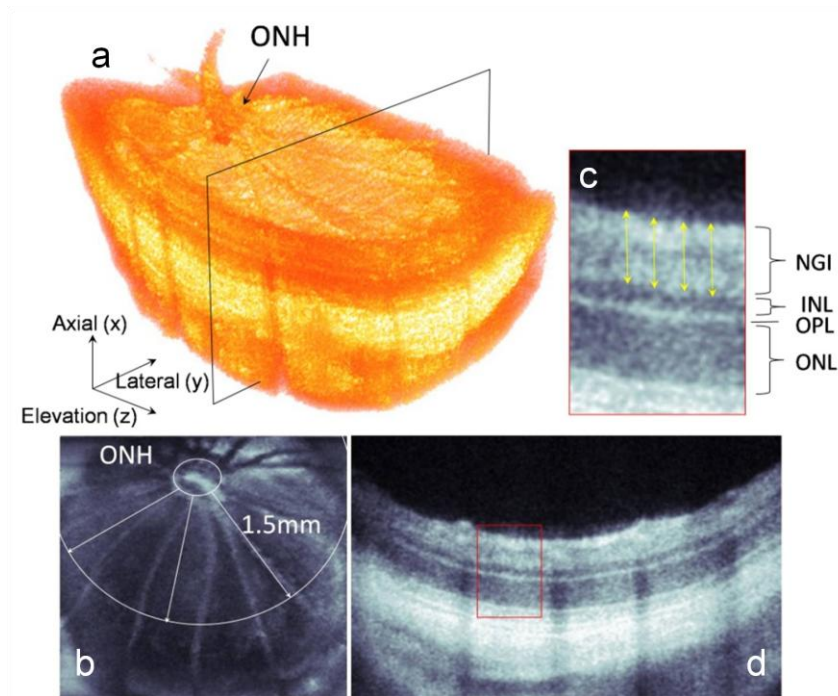 a
ONH
c
NGI
INL
OPL
ONL
Axial (x)
Lateral (y)
Elevation (z)
ONH
1.5mm
b
d